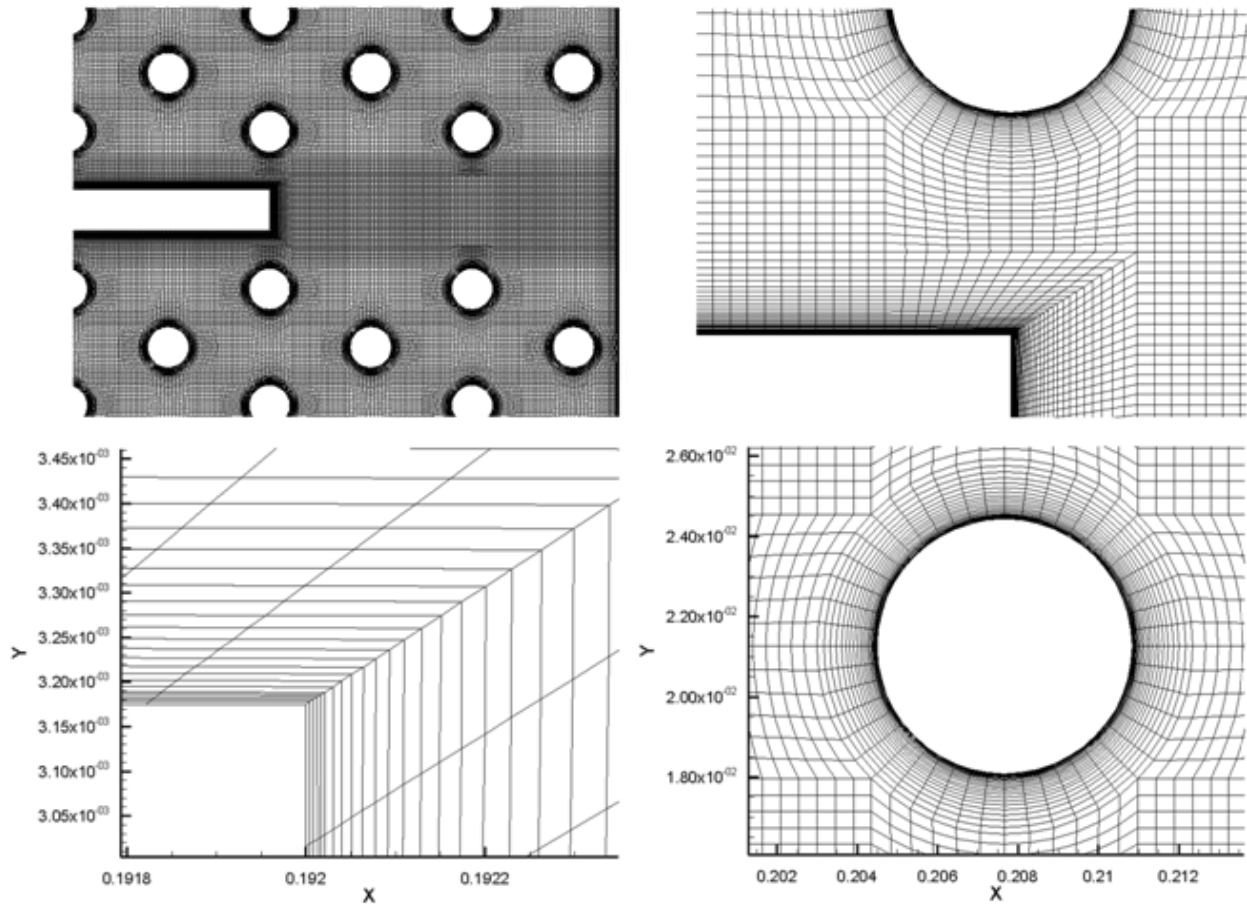 3.45x10⁻⁰³
3.40x10⁻⁰³
3.35x10⁻⁰³
3.30x10⁻⁰³
3.25x10⁻⁰³
3.20x10⁻⁰³
3.15x10⁻⁰³
3.10x10⁻⁰³
3.05x10⁻⁰³
Y
0.1918
0.192
0.1922
X
2.60x10⁻⁰²
2.40x10⁻⁰²
2.20x10⁻⁰²
2.00x10⁻⁰²
1.80x10⁻⁰²
Y
0.202
0.204
0.206
0.208
0.21
0.212
X